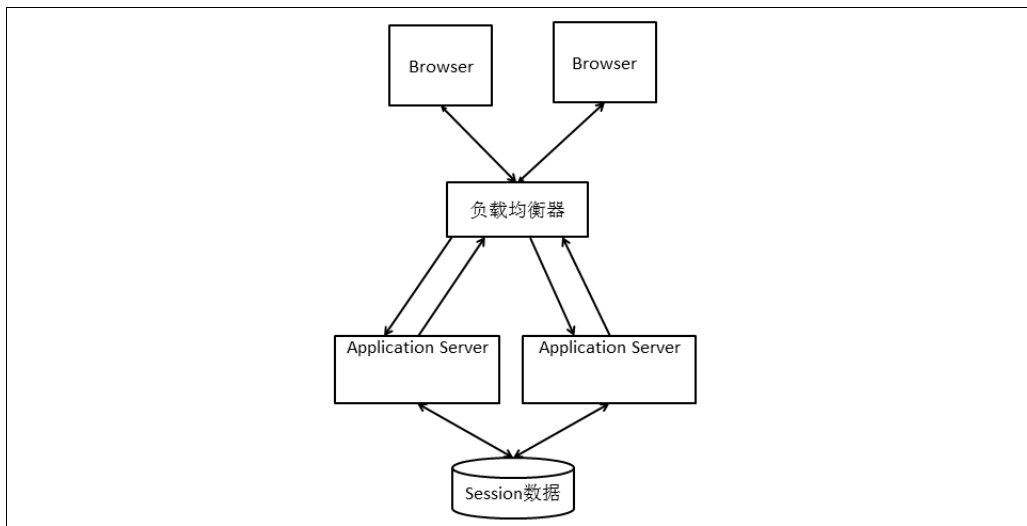 Browser
Browser
负载均衡器
Application Server
Application Server
Session数据